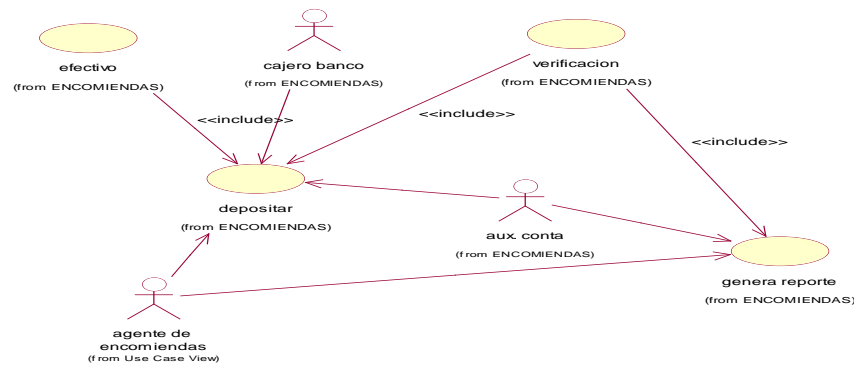 efectivo
(from ENCOMIENDAS)
cajero banco
(from ENCOMIENDAS)
verificacion
(from ENCOMIENDAS)
<<include>>
<<include>>
<<include>>
depositar
(from ENCOMIENDAS)
aux. conta
(from ENCOMIENDAS)
genera reporte
(from ENCOMIENDAS)
agente de
encomiendas
(from Use Case View)